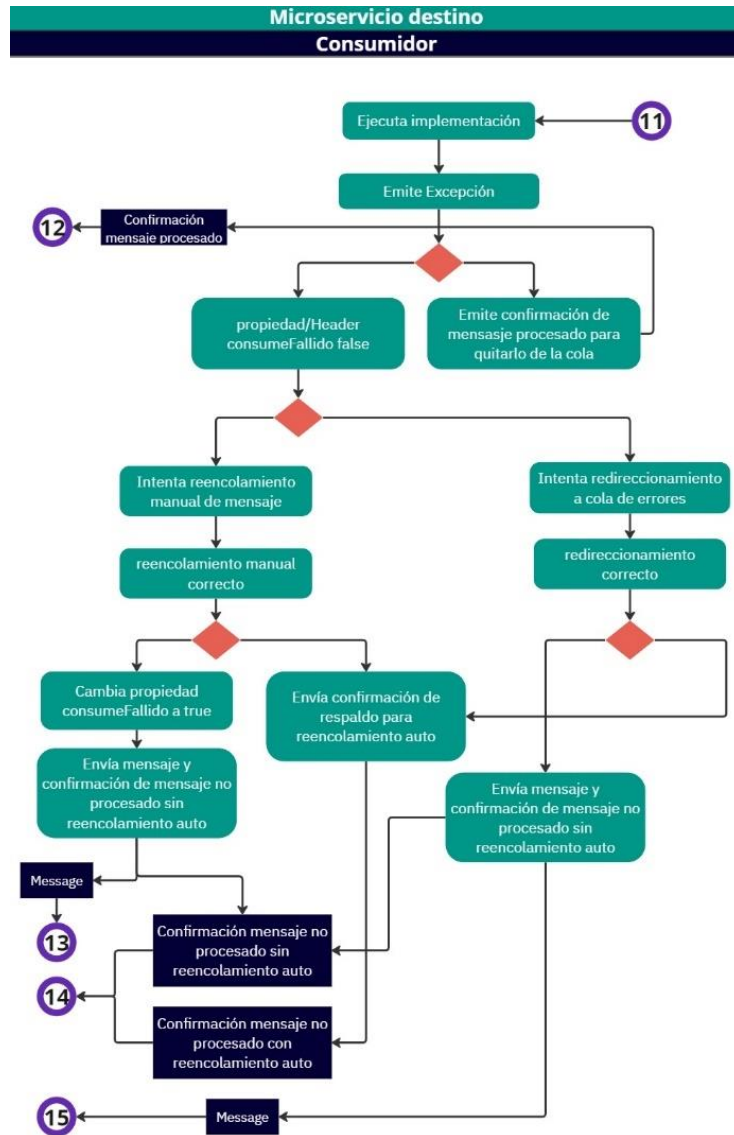 Microservicio destino
Consumidor
Ejecuta implementación
11
Emite Excepción
12
Confirmación
mensaje procesado
propiedad/Header
consumeFallido false
Emite confirmación de
mensasje procesado para
quitarlo de la cola
Intenta reencolamiento
manual de mensaje
Intenta redireccionamiento
a cola de errores
reencolamiento manual
correcto
redireccionamiento
correcto
Cambia propiedad
consumeFallido a true
Envía confirmación de
respaldo para
reencolamiento auto
Envía mensaje y
confirmación de mensaje no
procesado sin
reencolamiento auto
Envía mensaje y
confirmación de mensaje no
procesado sin
reencolamiento auto
Message
13
Confirmación mensaje no
procesado sin
reencolamiento auto
14
Confirmación mensaje no
procesado con
reencolamiento auto
15
Message